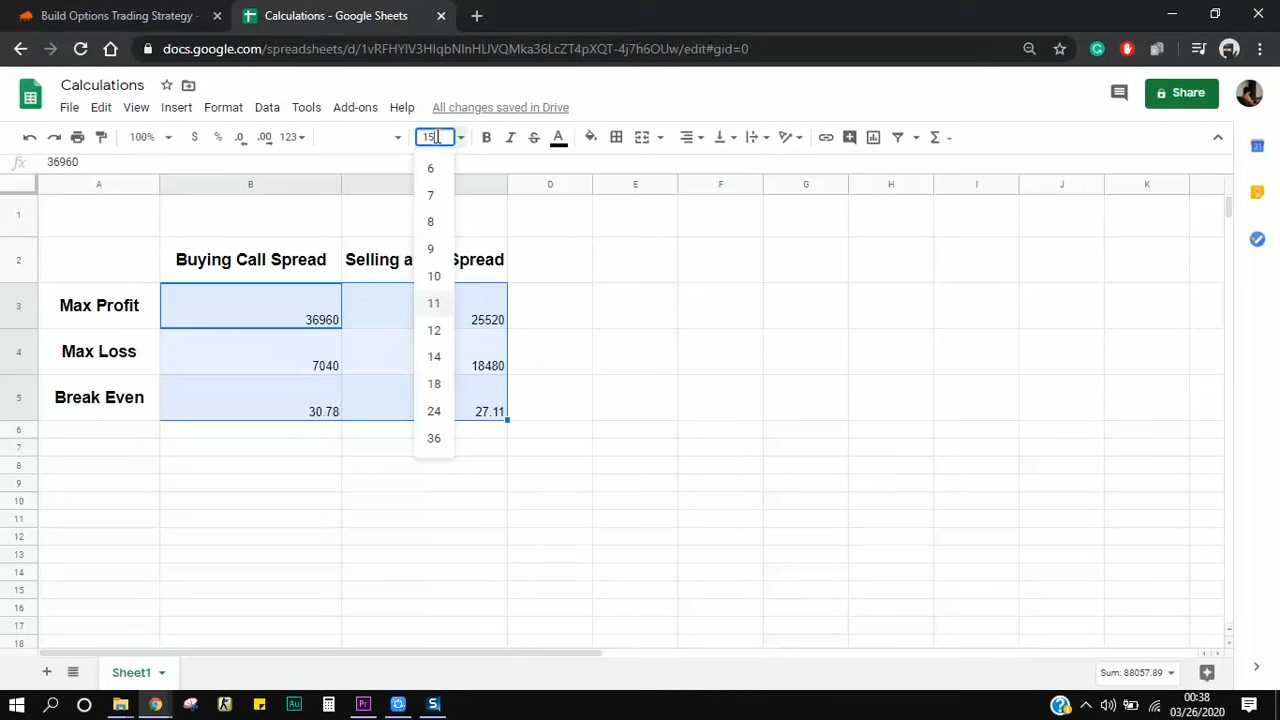 Build Options Trading Strategy -
Calculations - Google Sheets
docs.google.com/spreadsheets/d/1vRFHYIV3HIqbNInHLIVQMka36LcZT4pXQT-4j7h6OUw/edit#gid=0
Calculations
File Edit View Insert Format Data Tools Add-ons Help All changes saved in Drive
Share
100% $ % .0 .00 123 15 B I S A
fx 36960
A B D E F G H I J K
1
2 Buying Call Spread Selling a Spread
3 Max Profit 36960 25520
4 Max Loss 7040 18480
5 Break Even 30.78 27.11
6
7
8
9
10
11
12
13
14
15
16
17
18
6
7
8
9
10
11
12
14
18
24
36
Sheet1
Sum: 88057.89
00:38
03/26/2020